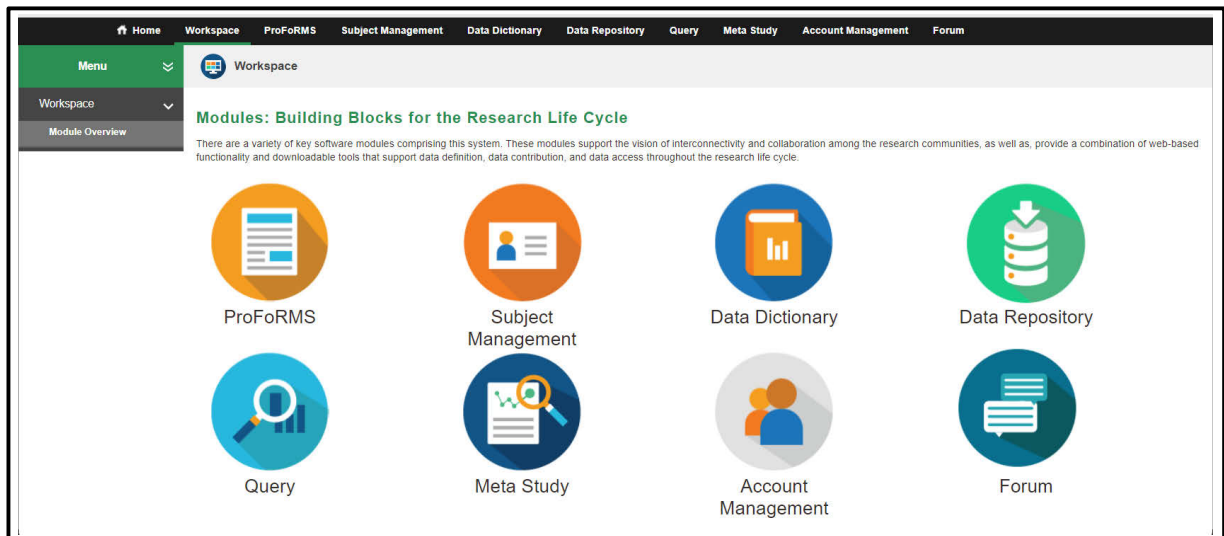 Home Workspace ProFoRMS Subject Management Data Dictionary Data Repository Query Meta Study Account Management Forum
Menu
Workspace
Workspace
Module Overview
Modules: Building Blocks for the Research Life Cycle
There are a variety of key software modules comprising this system. These modules support the vision of interconnectivity and collaboration among the research communities, as well as, provide a combination of web-based
functionality and downloadable tools that support data definition, data contribution, and data access throughout the research life cycle.
ProFoRMS
Subject
Management
Data Dictionary
Data Repository
Query
Meta Study
Account
Management
Forum